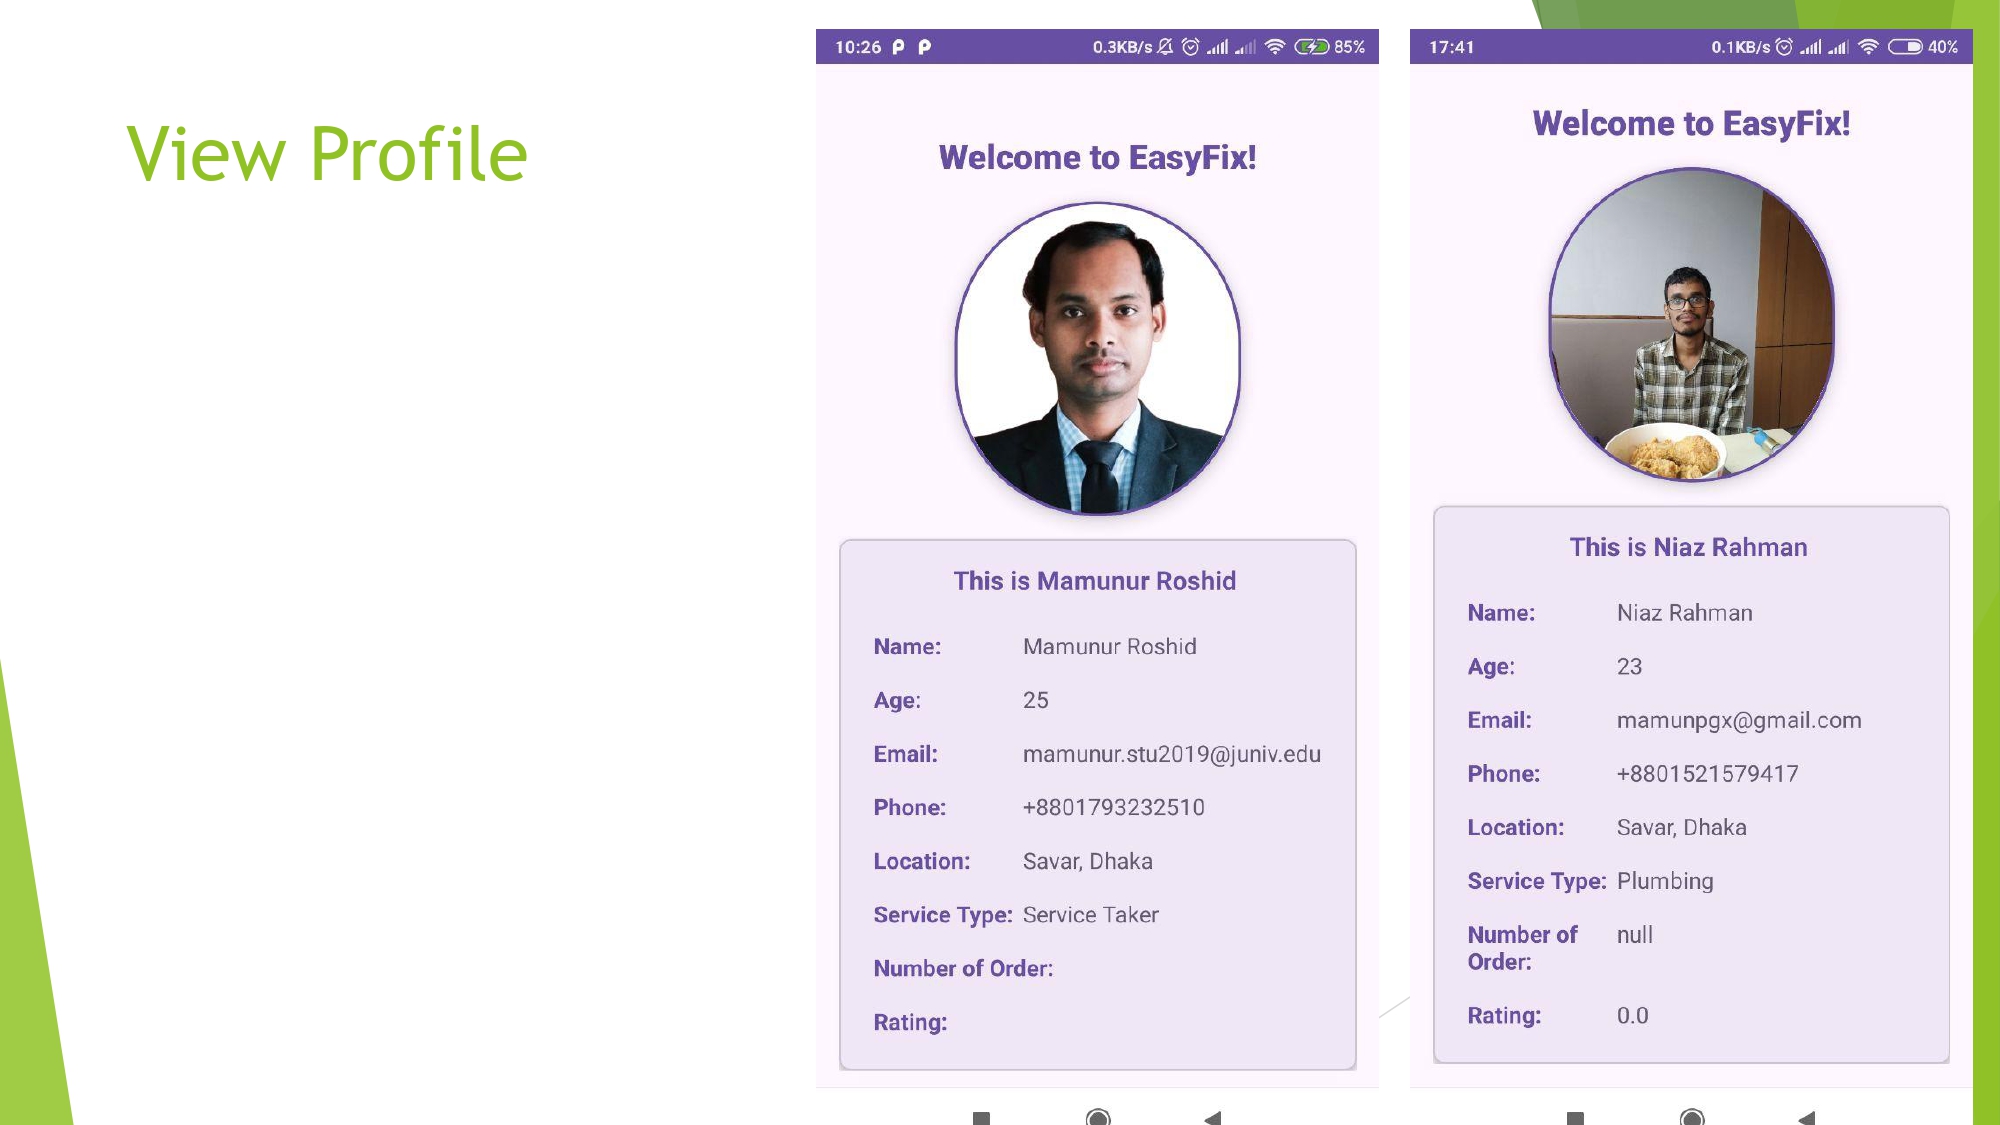 View Profile
10:26 0.3KB/s 85%
Welcome to EasyFix!
This is Mamunur Roshid
Name: Mamunur Roshid
Age: 25
Email: mamunur.stu2019@juniv.edu
Phone: +8801793232510
Location: Savar, Dhaka
Service Type: Service Taker
Number of Order:
Rating:
17:41 0.1KB/s 40%
Welcome to EasyFix!
This is Niaz Rahman
Name: Niaz Rahman
Age: 23
Email: mamunpgx@gmail.com
Phone: +8801521579417
Location: Savar, Dhaka
Service Type: Plumbing
Number of null
Order:
Rating: 0.0